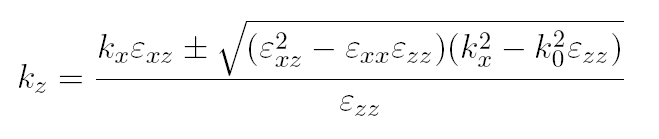 k_z = \frac{k_x \varepsilon_{xz} \pm \sqrt{(\varepsilon_{xz}^2 - \varepsilon_{xx}\varepsilon_{zz})(k_x^2 - k_0^2 \varepsilon_{zz})}}{\varepsilon_{zz}}